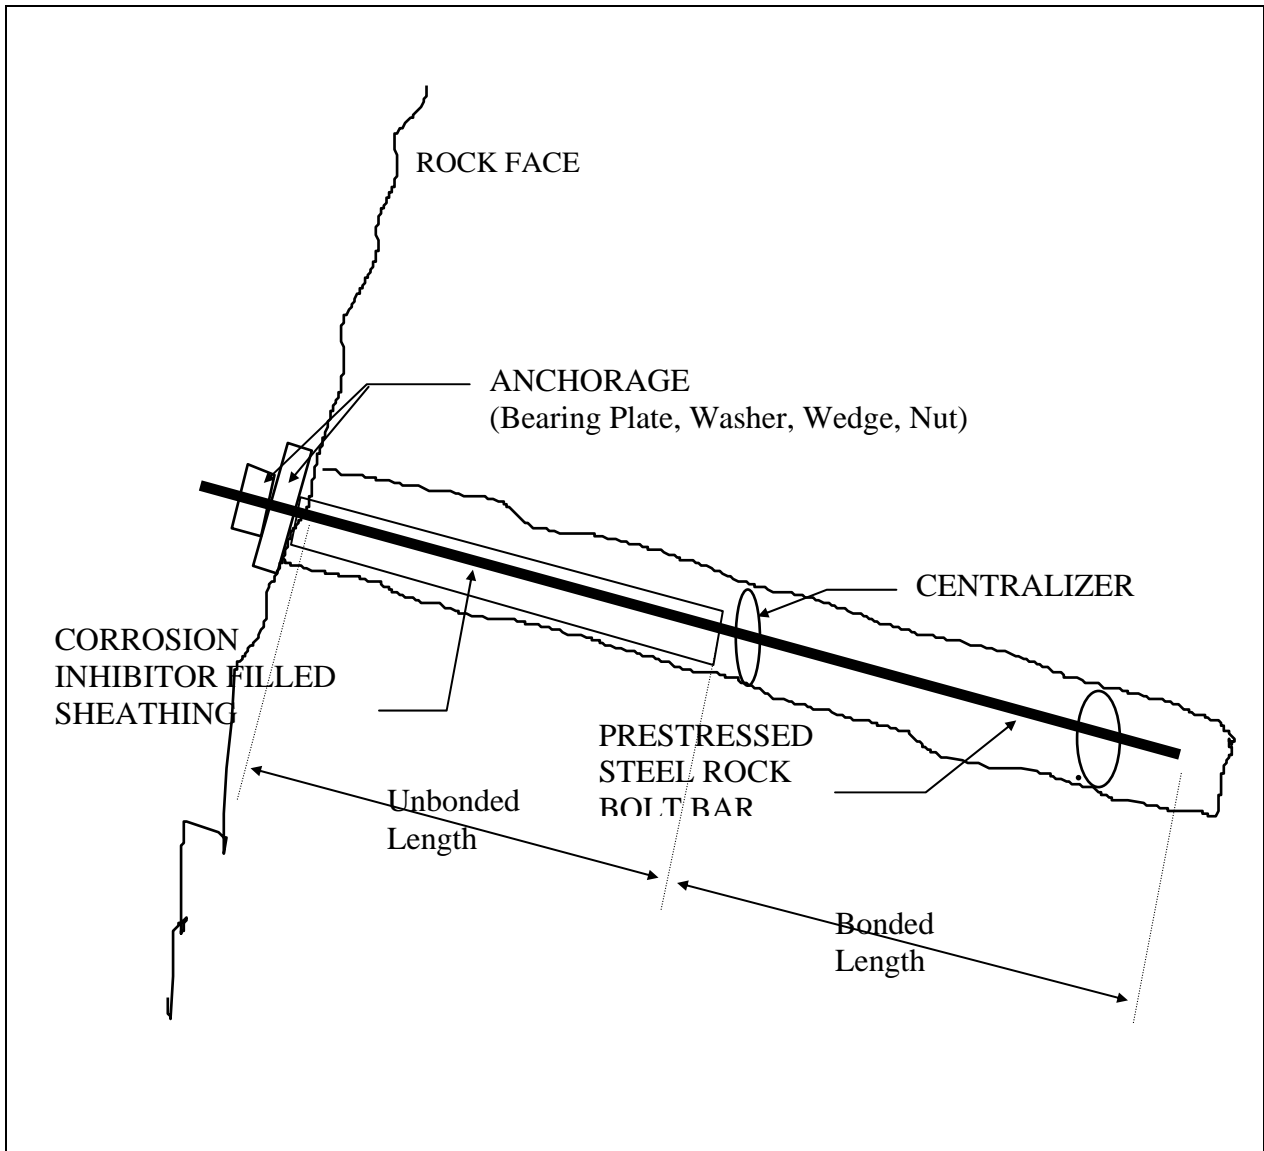 ROCK FACE
ANCHORAGE
(Bearing Plate, Washer, Wedge, Nut)
CENTRALIZER
CORROSION
INHIBITOR FILLED
SHEATHING
PRESTRESSED
STEEL ROCK
BOLT BAR
Unbonded
Length
Bonded
Length